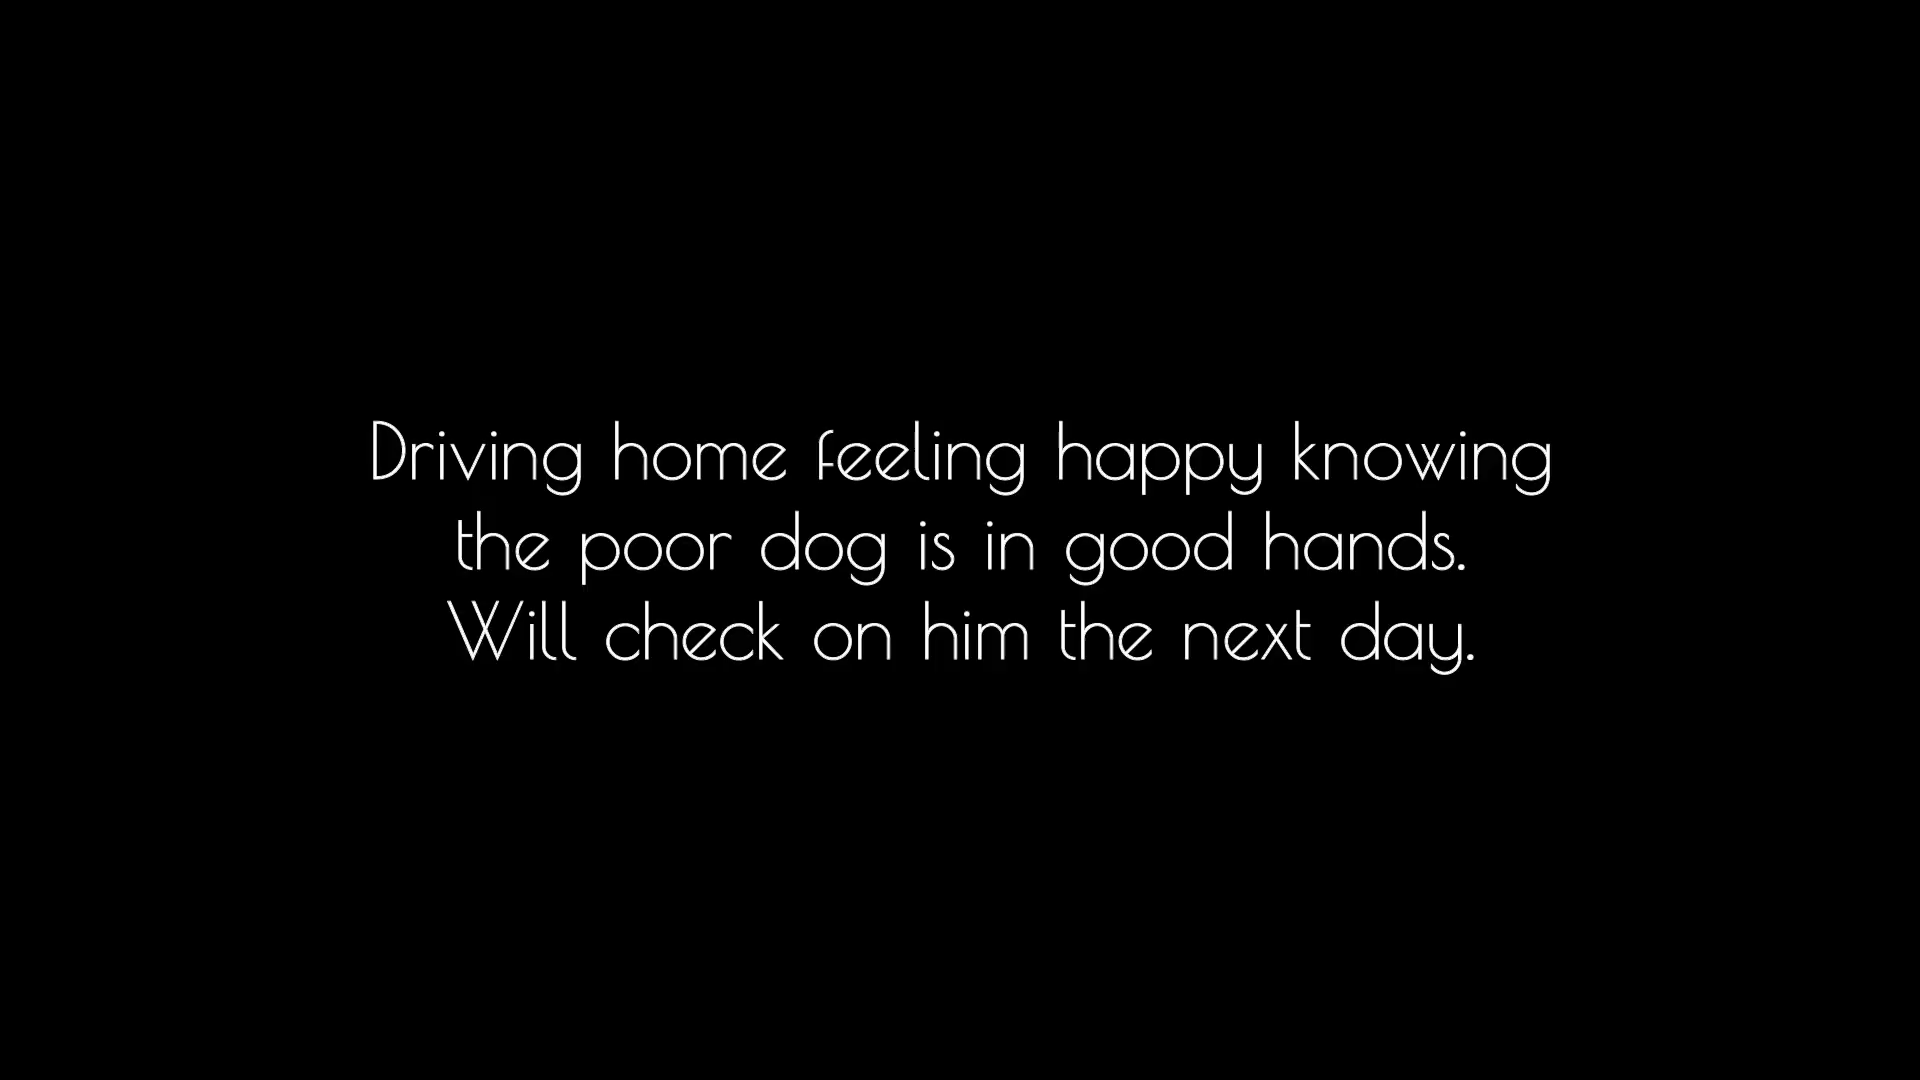 Driving home feeling happy knowing
the poor dog is in good hands.
Will check on him the next day.